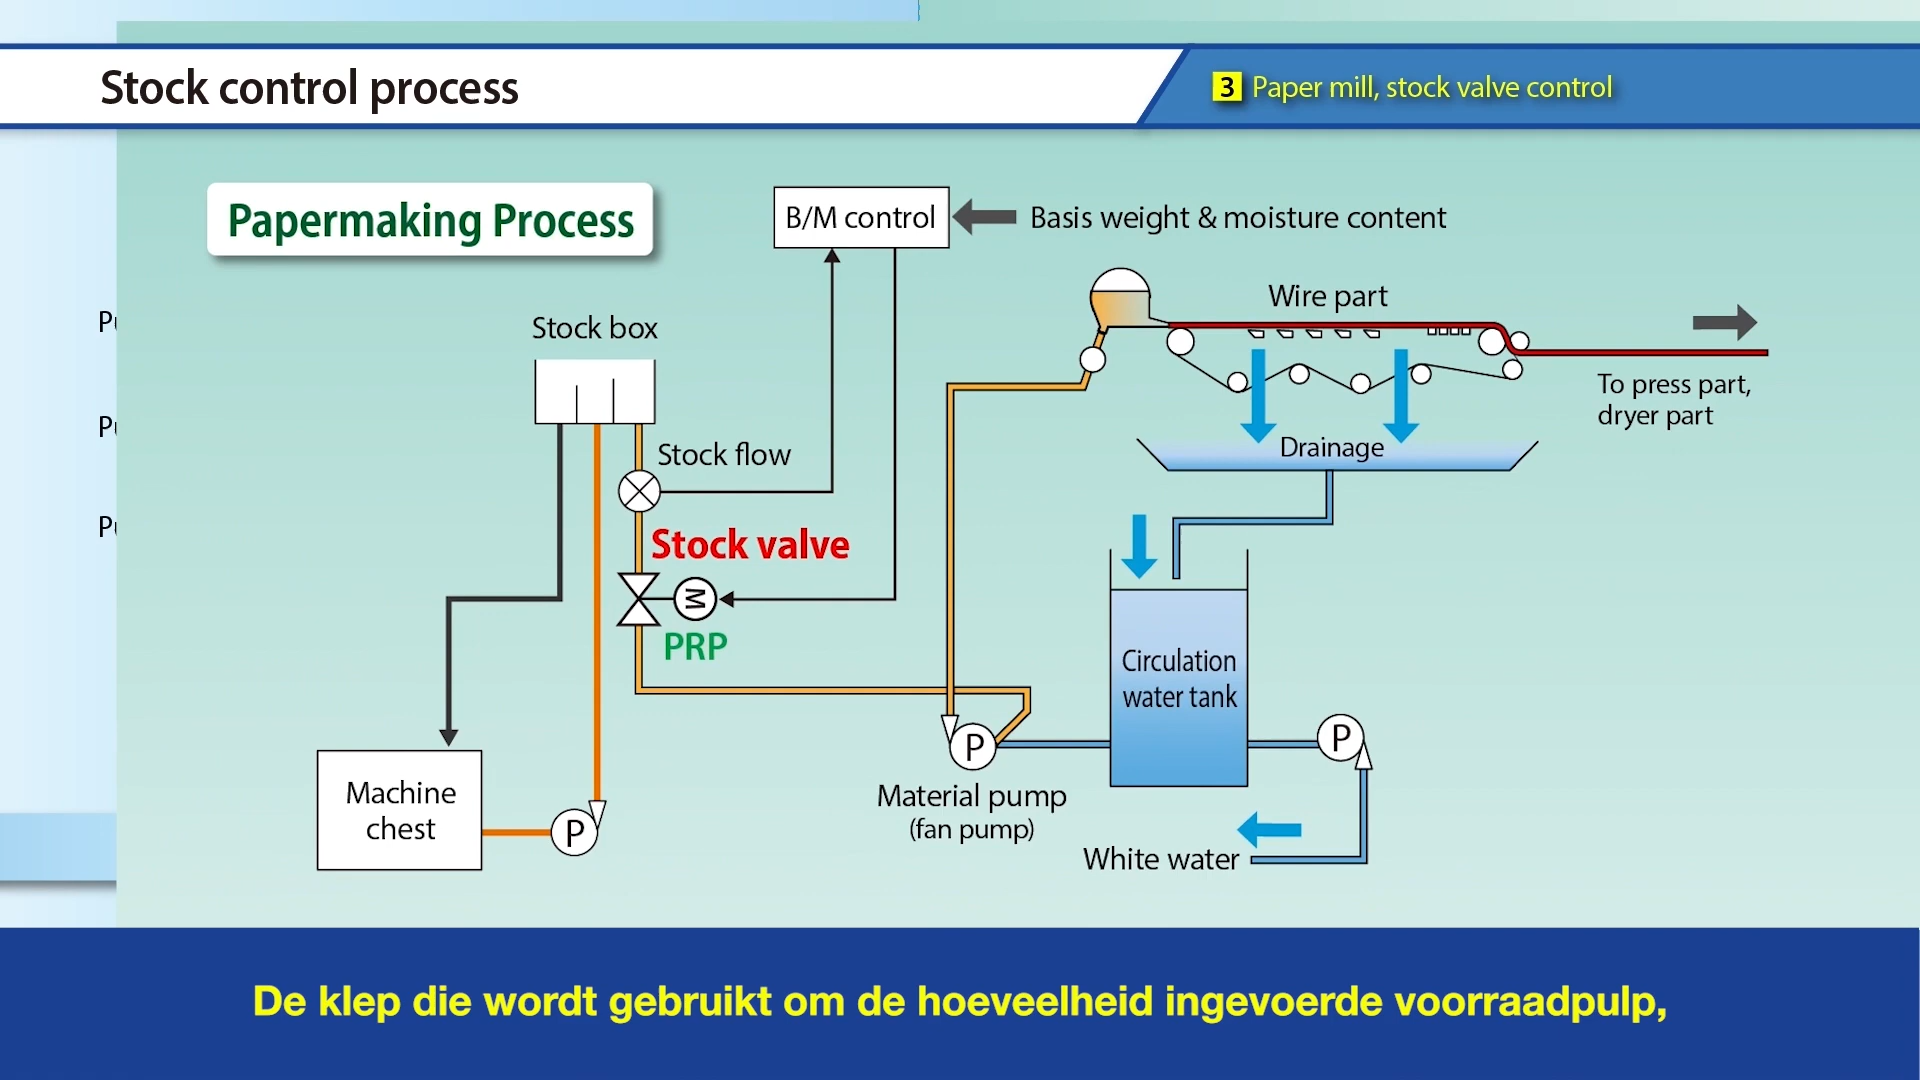 Stock control process
3 Paper mill, stock valve control
Papermaking Process
B/M control
Basis weight & moisture content
Wire part
Stock box
To press part,
dryer part
Stock flow
Drainage
Stock valve
M
PRP
Circulation
water tank
P
P
Machine
chest
P
Material pump
(fan pump)
White water
De klep die wordt gebruikt om de hoeveelheid ingevoerde voorraadpulp,